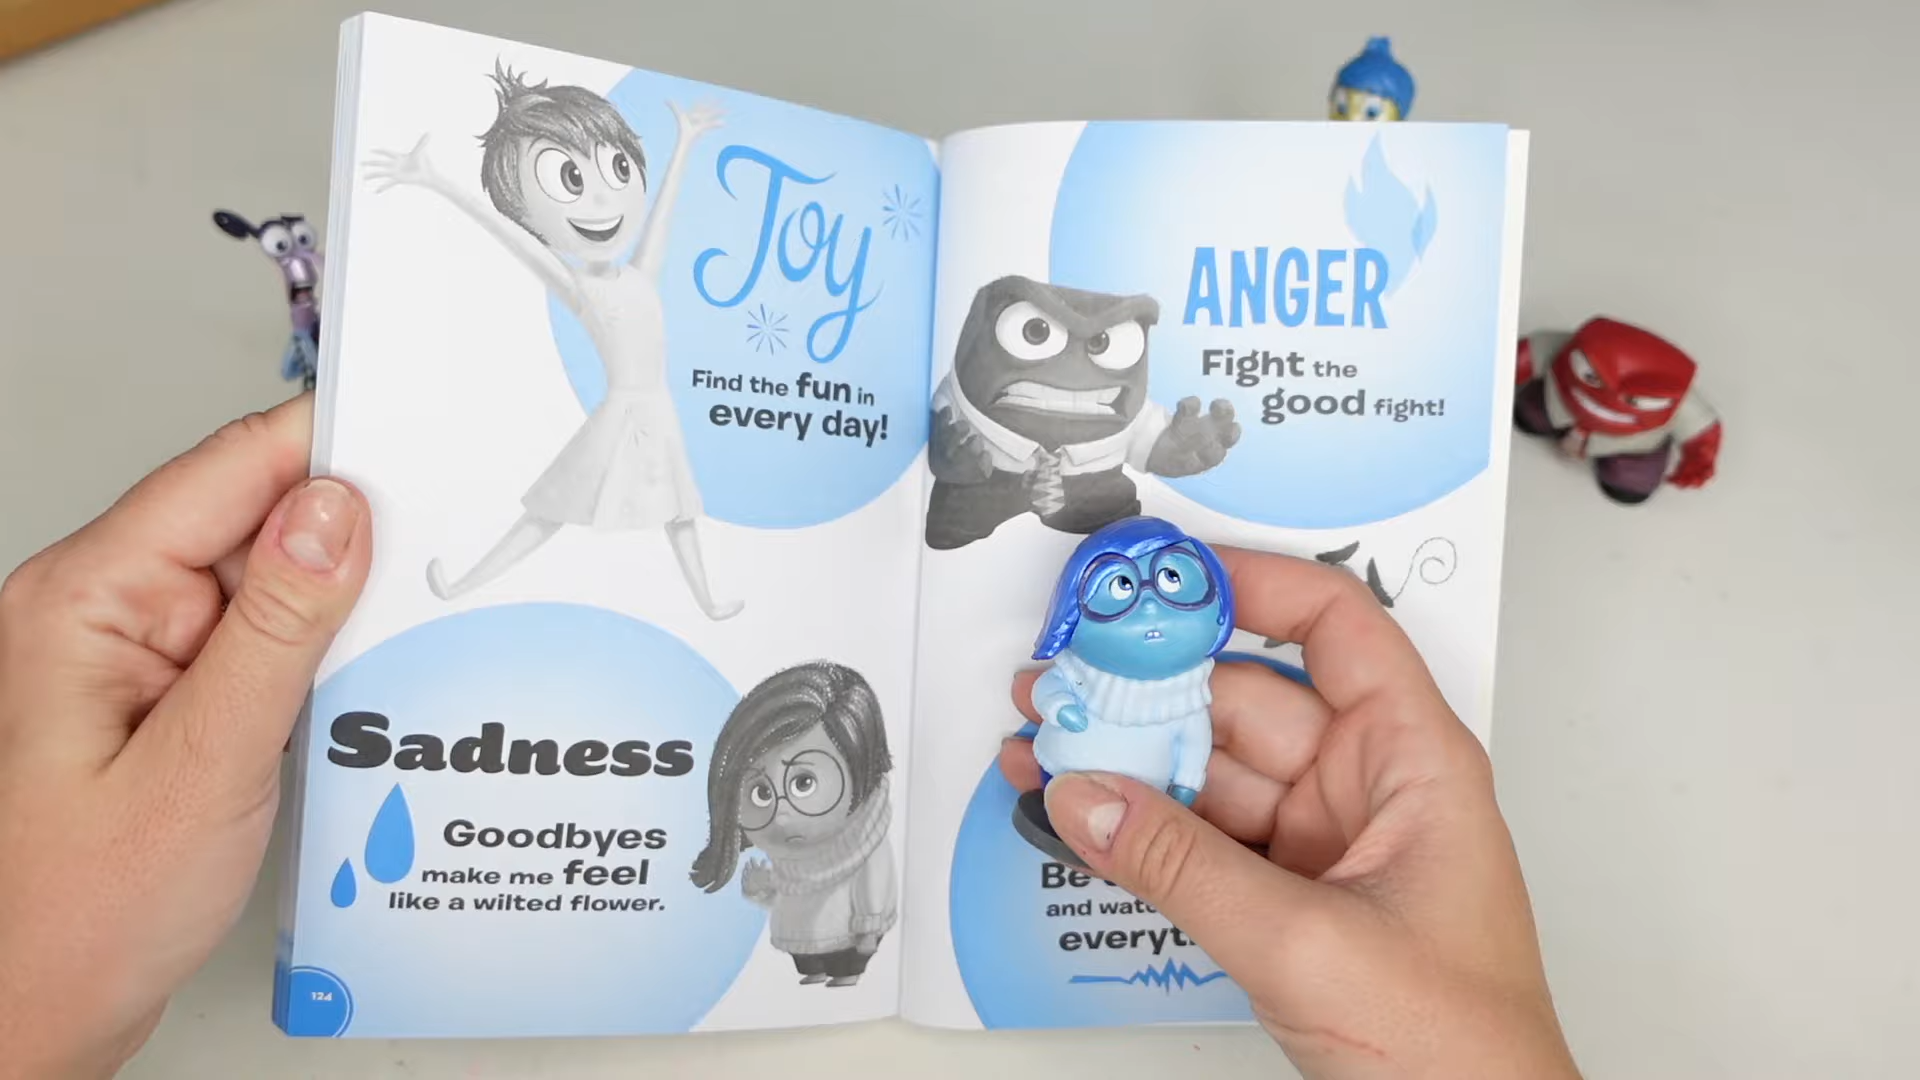 Joy
Find the fun in
every day!
ANGER
Fight the
good fight!
Sadness
Goodbyes
make me feel
like a wilted flower.
Be
and
124